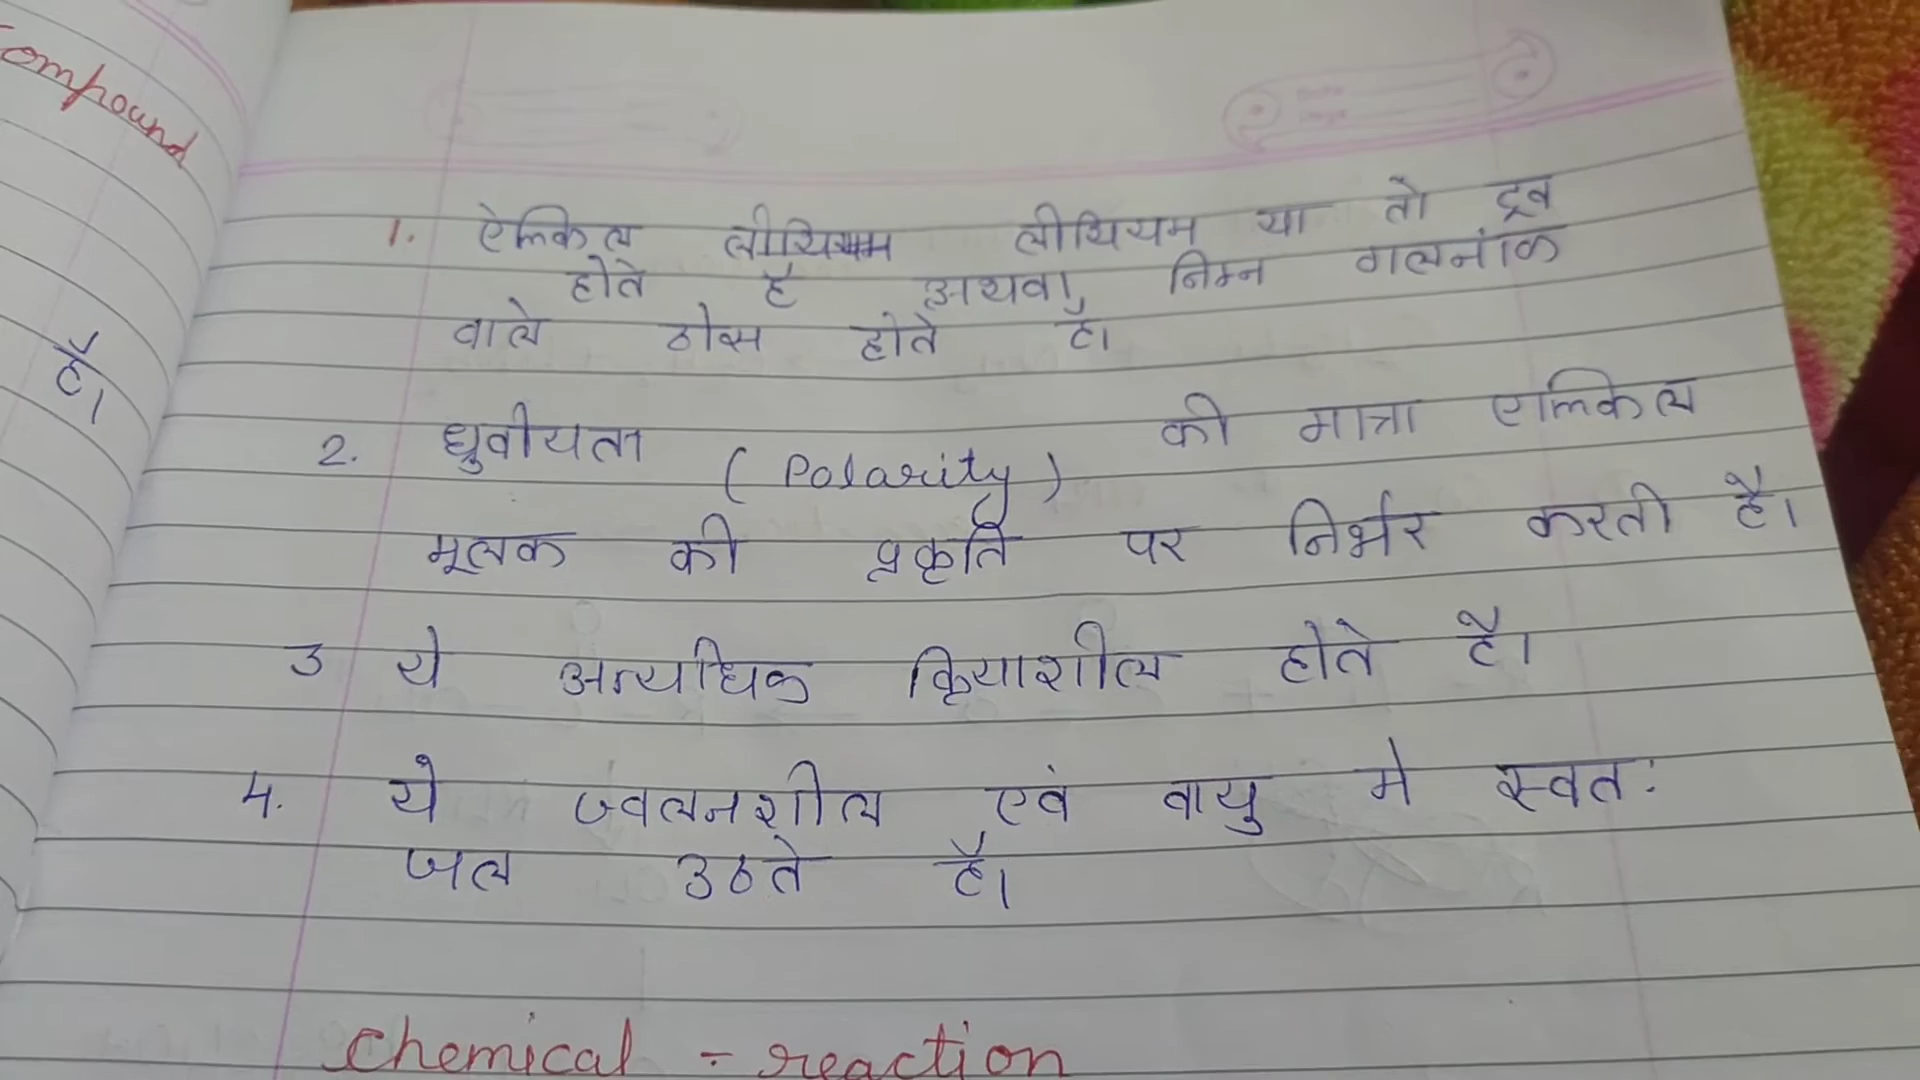 ompound
है।
1. ऐल्किल लीथियम लीथियम या तो द्रव
होते है अथवा, निम्न गलनांक
वाले ठोस होते है।
2. ध्रुवीयता (Polarity) की मात्रा एल्किल
मूलक की प्रकृति पर निर्भर करती है।
3 ये अत्यधिक क्रियाशील होते है।
4. ये ज्वलनशील एवं वायु मे स्वत:
जल उठते है।
Chemical - reaction